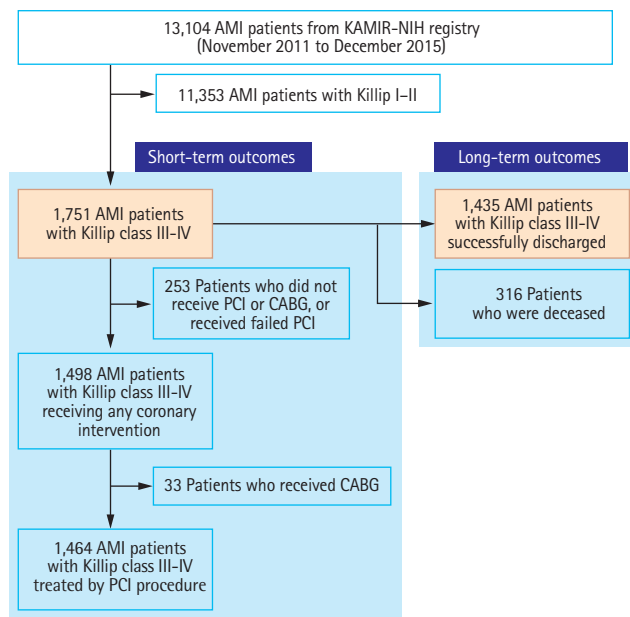 13,104 AMI patients from KAMIR-NIH registry
(November 2011 to December 2015)
11,353 AMI patients with Killip I–II
Short-term outcomes
Long-term outcomes
1,751 AMI patients
with Killip class III-IV
1,435 AMI patients
with Killip class III-IV
successfully discharged
253 Patients who did not
receive PCI or CABG, or
received failed PCI
316 Patients
who were deceased
1,498 AMI patients
with Killip class III-IV
receiving any coronary
intervention
33 Patients who received CABG
1,464 AMI patients
with Killip class III-IV
treated by PCI procedure